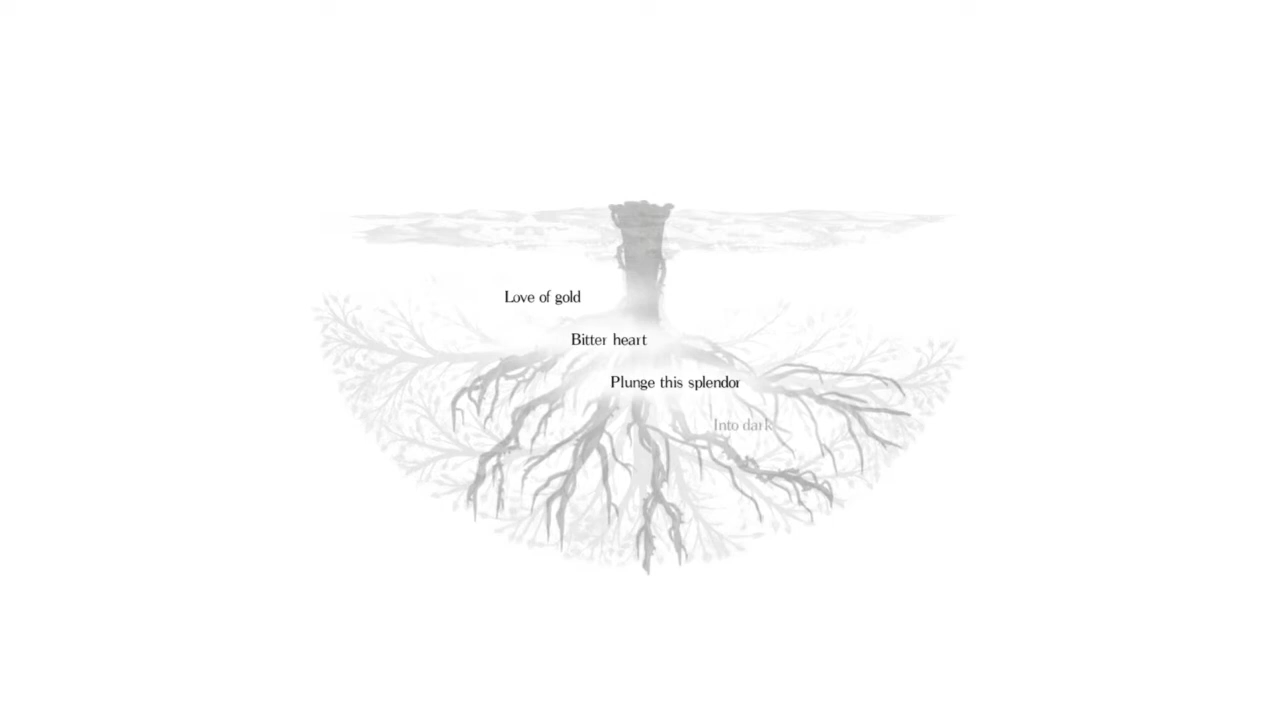 Love of gold
Bitter heart
Plunge this splendor
Into dark